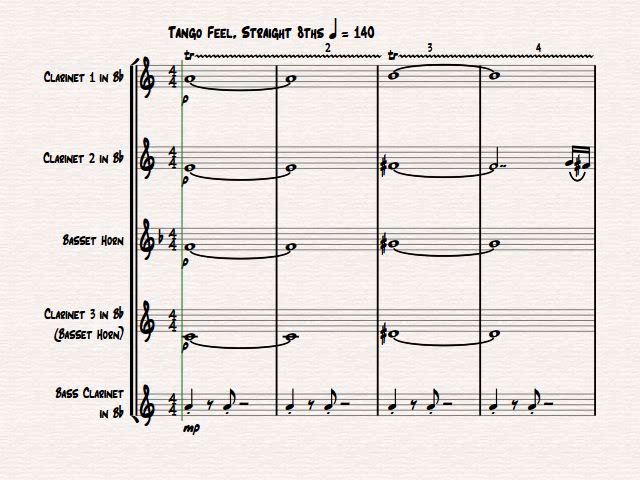 TANGO FEEL, STRAIGHT 8THS ♩ = 140
tr 2 tr 3 4
CLARINET 1 IN B♭
p
CLARINET 2 IN B♭
p
BASSET HORN
p
CLARINET 3 IN B♭
(BASSET HORN)
p
BASS CLARINET
IN B♭
mp